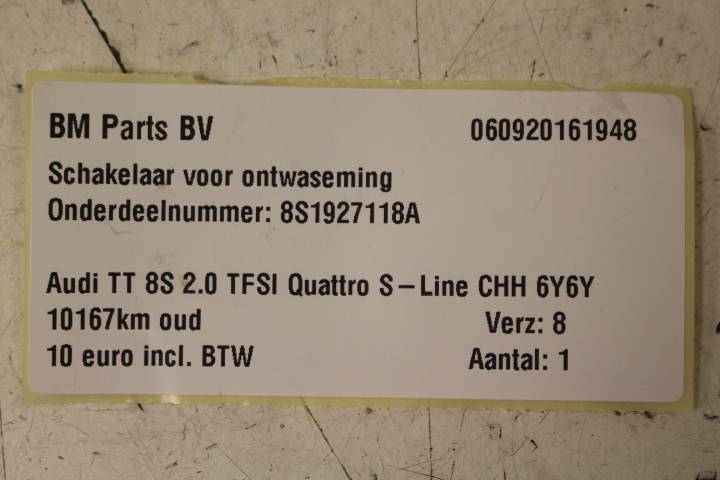 BM Parts BV 060920161948
Schakelaar voor ontwaseming
Onderdeelnummer: 8S1927118A
Audi TT 8S 2.0 TFSI Quattro S-Line CHH 6Y6Y
10167km oud Verz: 8
10 euro incl. BTW Aantal: 1